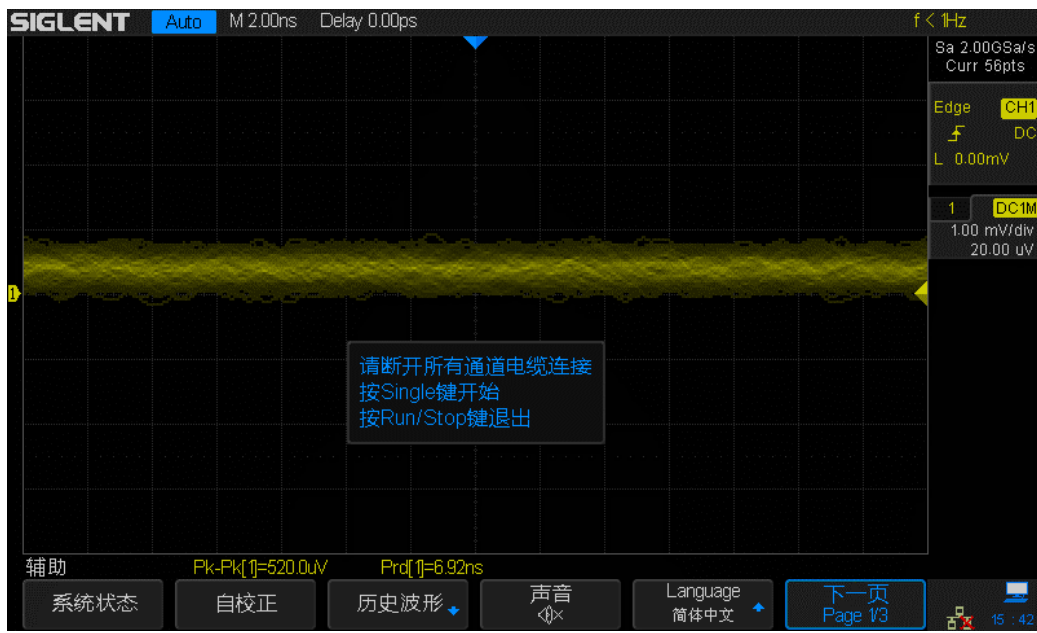 SIGLENT Auto M 2.00ns Delay 0.00ps f < 1Hz
Sa 2.00GSa/s
Curr 56pts
Edge CH1
DC
L 0.00mV
1 DC1M
1.00 mV/div
20.00 uV
1
请断开所有通道电缆连接
按Single键开始
按Run/Stop键退出
辅助 Pk-Pk[1]=520.0uV Prd[1]=6.92ns
系统状态 自校正 历史波形 声音 Language 简体中文 下一页 Page 1/3
15 : 42